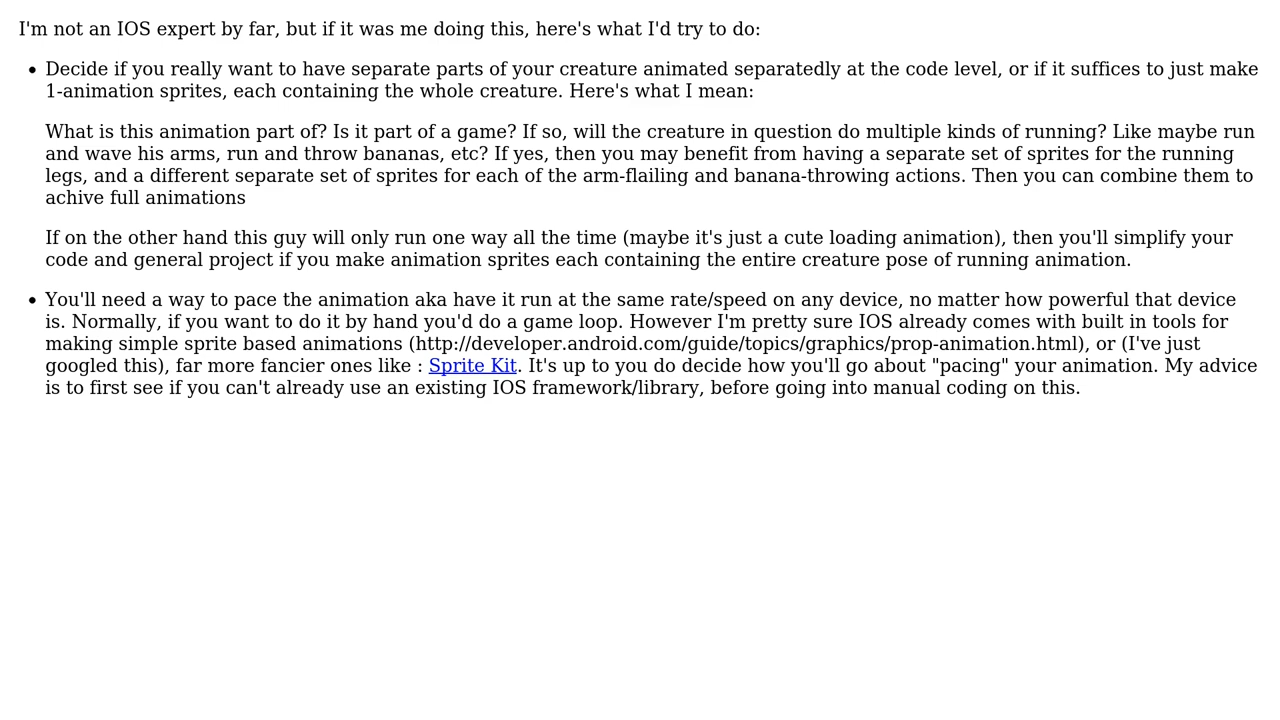 I'm not an IOS expert by far, but if it was me doing this, here's what I'd try to do:
Decide if you really want to have separate parts of your creature animated separatedly at the code level, or if it suffices to just make
1-animation sprites, each containing the whole creature. Here's what I mean:
What is this animation part of? Is it part of a game? If so, will the creature in question do multiple kinds of running? Like maybe run
and wave his arms, run and throw bananas, etc? If yes, then you may benefit from having a separate set of sprites for the running
legs, and a different separate set of sprites for each of the arm-flailing and banana-throwing actions. Then you can combine them to
achive full animations
If on the other hand this guy will only run one way all the time (maybe it's just a cute loading animation), then you'll simplify your
code and general project if you make animation sprites each containing the entire creature pose of running animation.
You'll need a way to pace the animation aka have it run at the same rate/speed on any device, no matter how powerful that device
is. Normally, if you want to do it by hand you'd do a game loop. However I'm pretty sure IOS already comes with built in tools for
making simple sprite based animations (http://developer.android.com/guide/topics/graphics/prop-animation.html), or (I've just
googled this), far more fancier ones like : Sprite Kit. It's up to you do decide how you'll go about "pacing" your animation. My advice
is to first see if you can't already use an existing IOS framework/library, before going into manual coding on this.